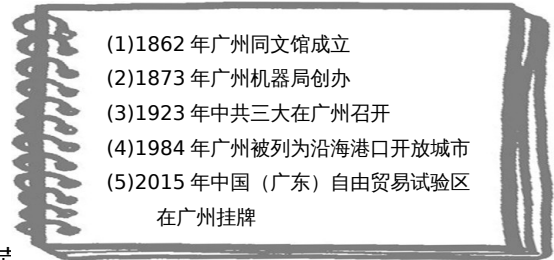 (1)1862 年广州同文馆成立
(2)1873 年广州机器局创办
(3)1923 年中共三大在广州召开
(4)1984 年广州被列为沿海港口开放城市
(5)2015 年中国（广东）自由贸易试验区
在广州挂牌